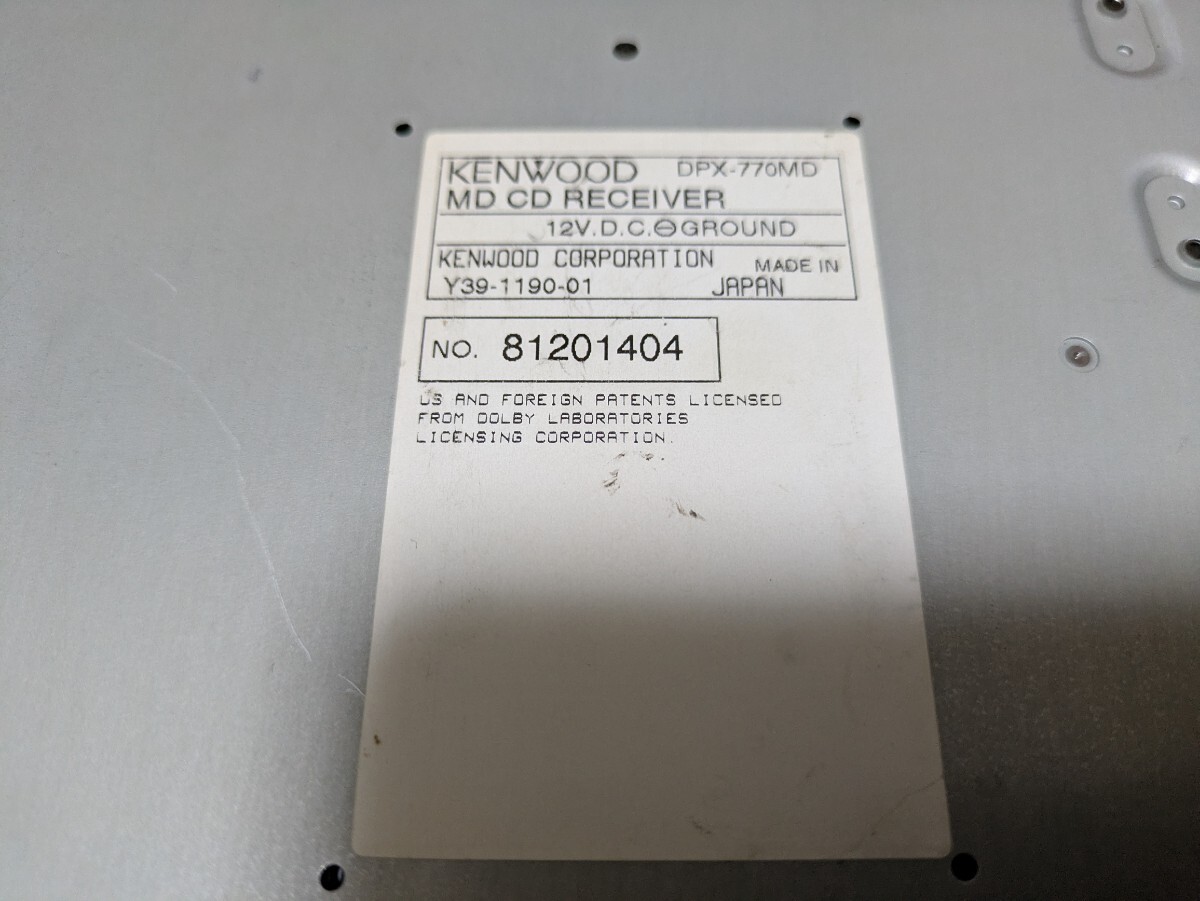 KENWOOD DPX-770MD
MD CD RECEIVER
12V.D.C.⊖GROUND
KENWOOD CORPORATION MADE IN
Y39-1190-01 JAPAN
NO. 81201404
US AND FOREIGN PATENTS LICENSED
FROM DOLBY LABORATORIES
LICENSING CORPORATION.